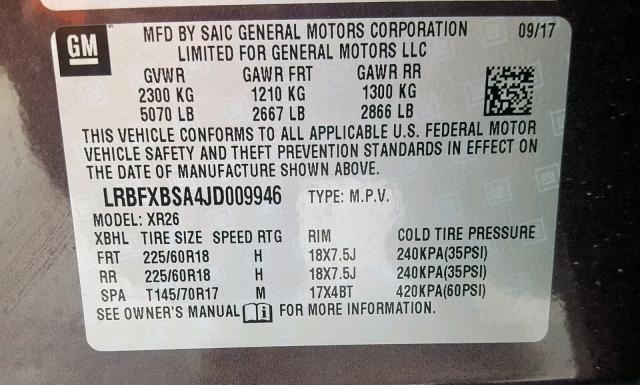 GM
MFD BY SAIC GENERAL MOTORS CORPORATION 09/17
LIMITED FOR GENERAL MOTORS LLC
GVWR GAWR FRT GAWR RR
2300 KG 1210 KG 1300 KG
5070 LB 2667 LB 2866 LB
THIS VEHICLE CONFORMS TO ALL APPLICABLE U.S. FEDERAL MOTOR
VEHICLE SAFETY AND THEFT PREVENTION STANDARDS IN EFFECT ON
THE DATE OF MANUFACTURE SHOWN ABOVE.
LRBFXBSA4JD009946 TYPE: M.P.V.
MODEL: XR26
XBHL TIRE SIZE SPEED RTG RIM COLD TIRE PRESSURE
FRT 225/60R18 H 18X7.5J 240KPA(35PSI)
RR 225/60R18 H 18X7.5J 240KPA(35PSI)
SPA T145/70R17 M 17X4BT 420KPA(60PSI)
SEE OWNER'S MANUAL FOR MORE INFORMATION.